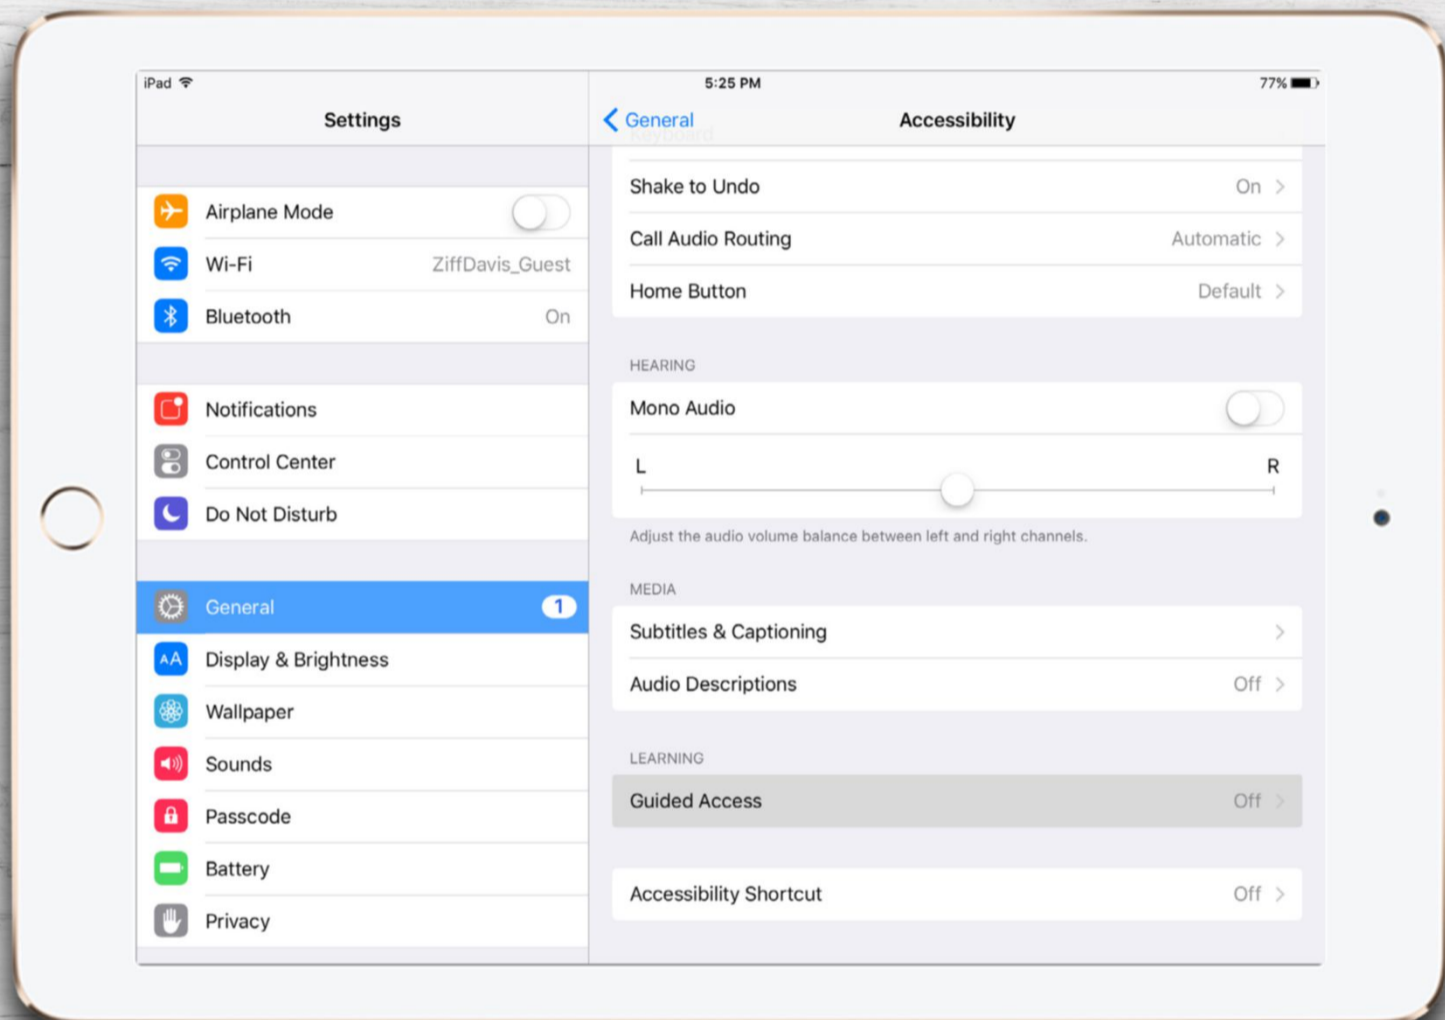 iPad
5:25 PM
77%
Settings
General
Accessibility
Airplane Mode
Wi-Fi
ZiffDavis_Guest
Bluetooth
On
Notifications
Control Center
Do Not Disturb
General
1
AA Display & Brightness
Wallpaper
Sounds
Passcode
Battery
Privacy
Keyboard
Shake to Undo
On
Call Audio Routing
Automatic
Home Button
Default
HEARING
Mono Audio
L
R
Adjust the audio volume balance between left and right channels.
MEDIA
Subtitles & Captioning
Audio Descriptions
Off
LEARNING
Guided Access
Off
Accessibility Shortcut
Off